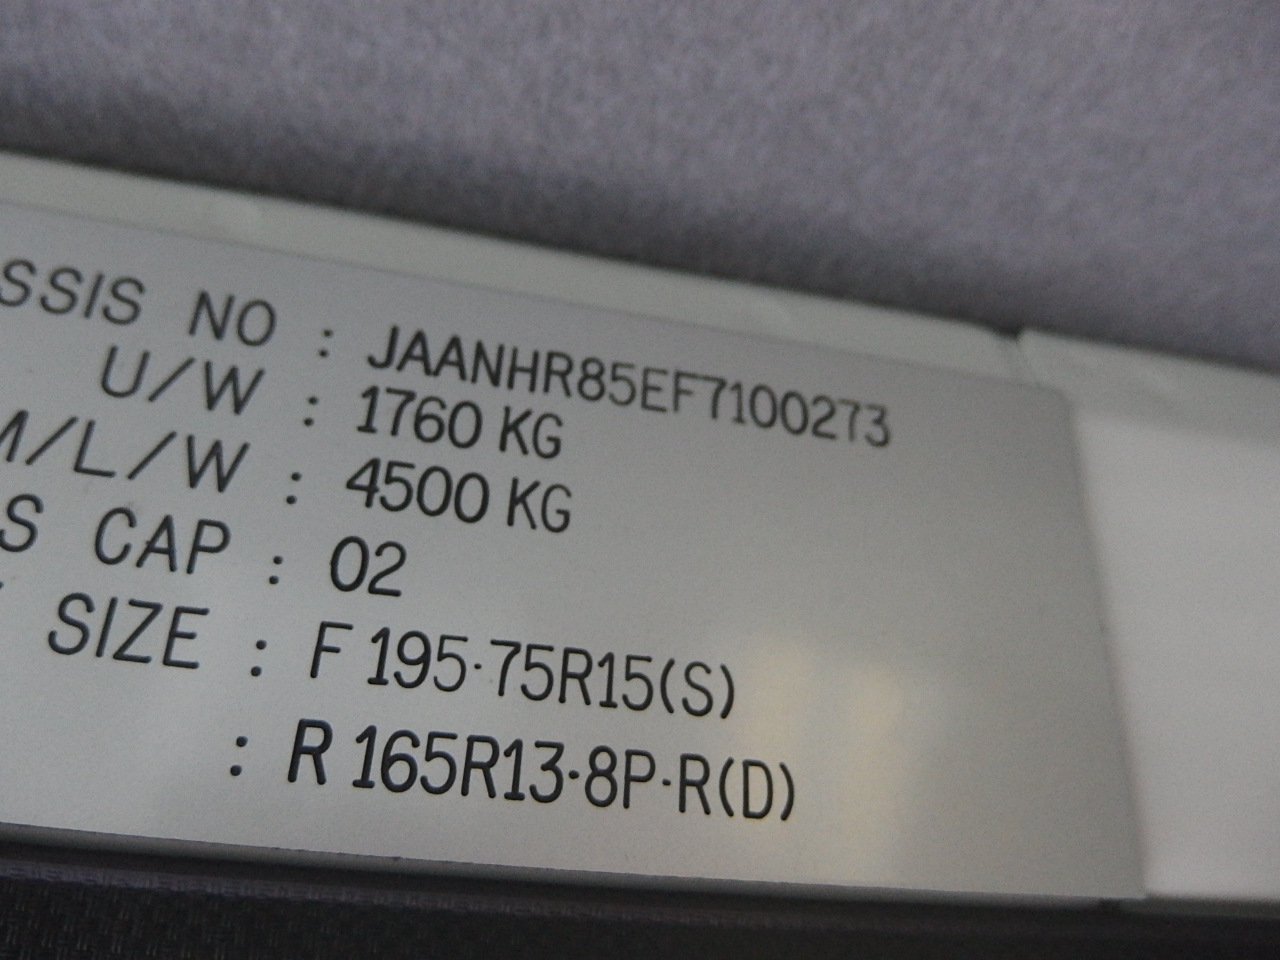 SSIS NO : JAANHR85EF7100273
U/W : 1760 KG
M/L/W : 4500 KG
S CAP : 02
SIZE : F 195·75R15(S)
: R 165R13·8P·R(D)